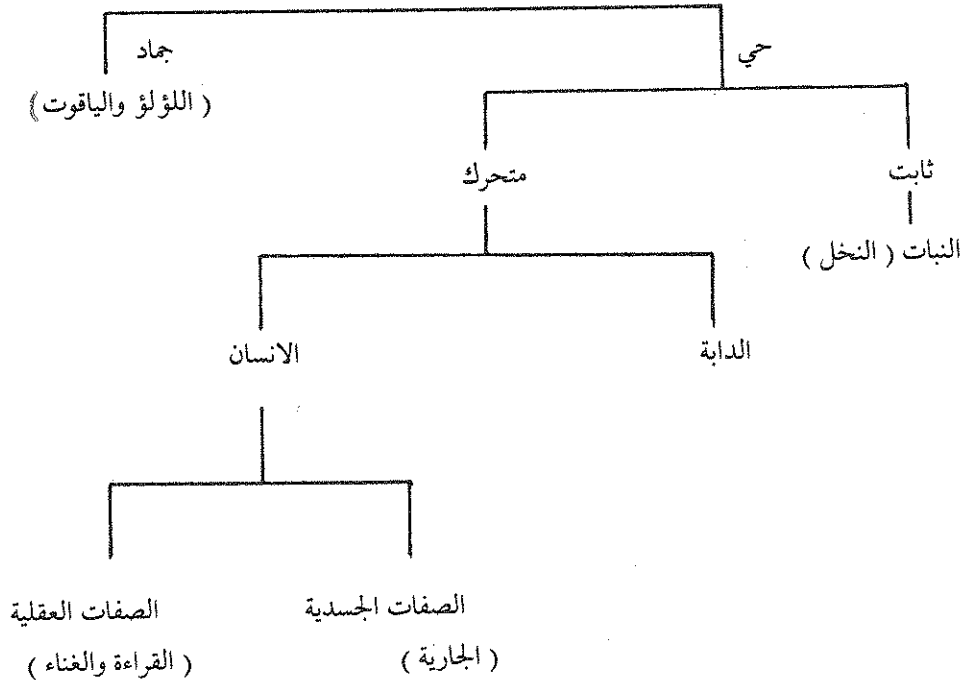 حي
جماد
( اللؤلؤ والياقوت )
ثابت
متحرك
النبات ( النخل )
الدابة
الانسان
الصفات الجسدية
( الجارية )
الصفات العقلية
( القراءة والغناء )